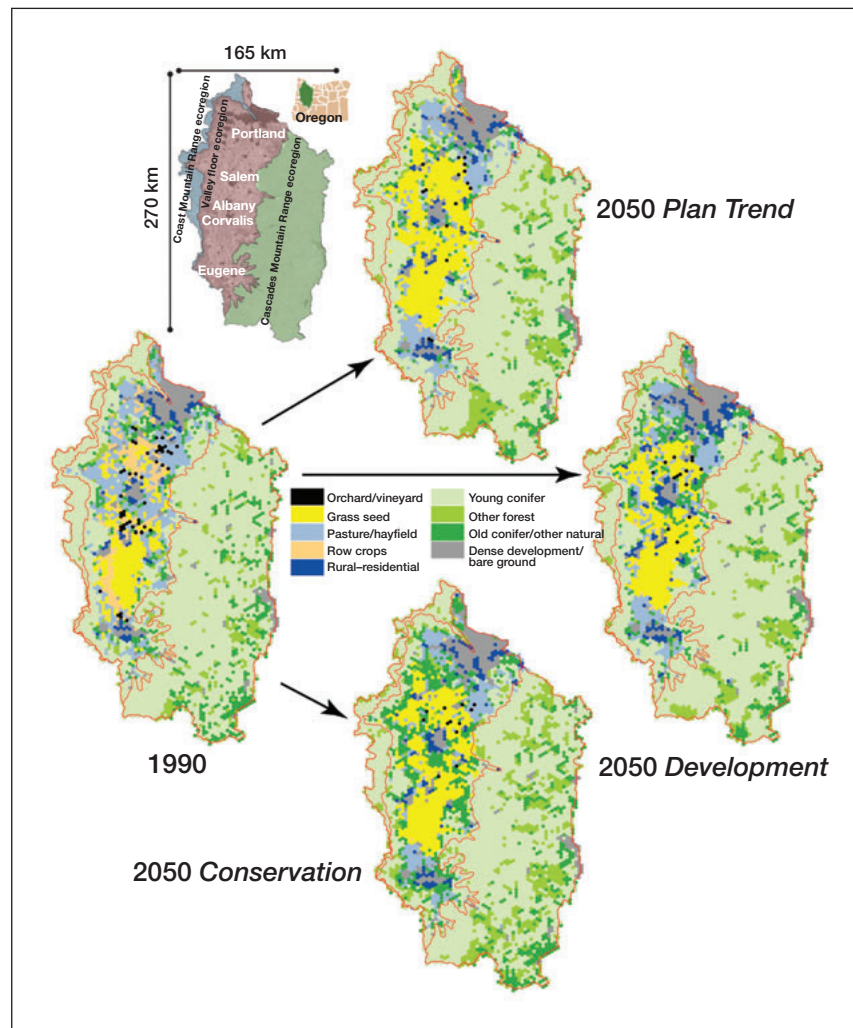 165 km
270 km
Coast Mountain Range ecoregion
Valley floor ecoregion
Cascades Mountain Range ecoregion
Oregon
Portland
Salem
Albany
Corvalis
Eugene
2050 Plan Trend
Orchard/vineyard
Grass seed
Pasture/hayfield
Row crops
Rural–residential
Young conifer
Other forest
Old conifer/other natural
Dense development/
bare ground
1990
2050 Development
2050 Conservation